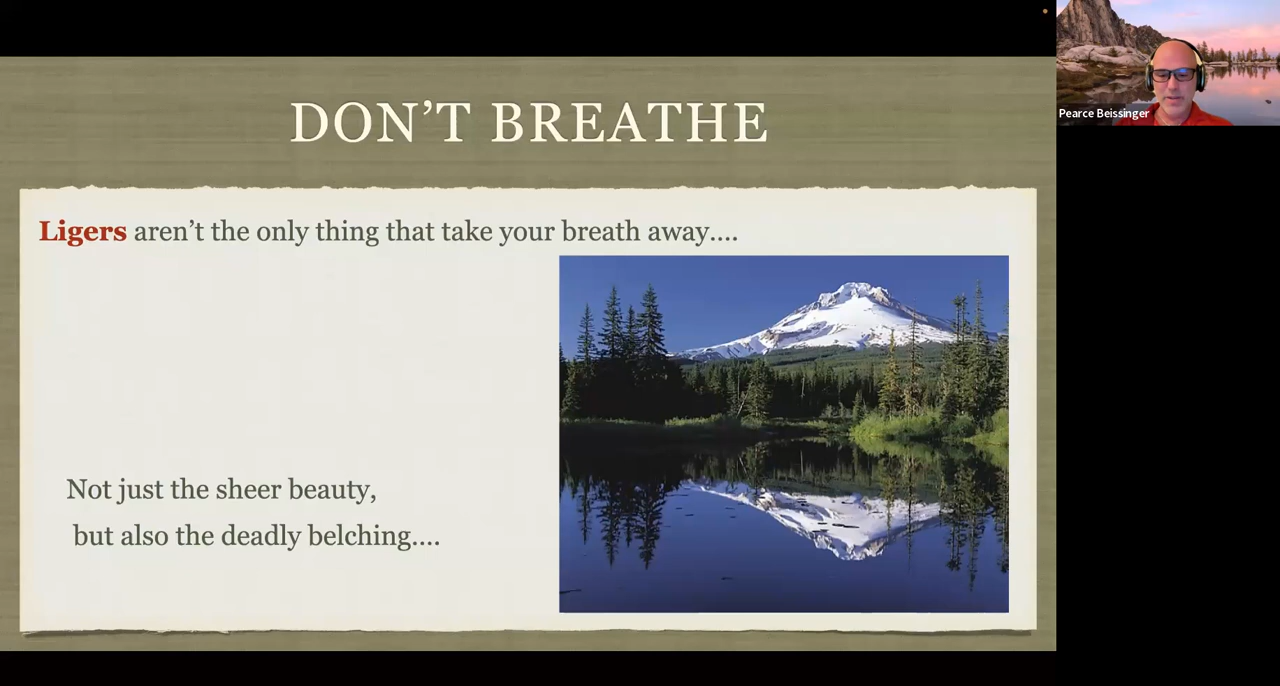 DON’T BREATHE
Ligers aren’t the only thing that take your breath away....
Not just the sheer beauty,
but also the deadly belching....
Pearce Beissinger